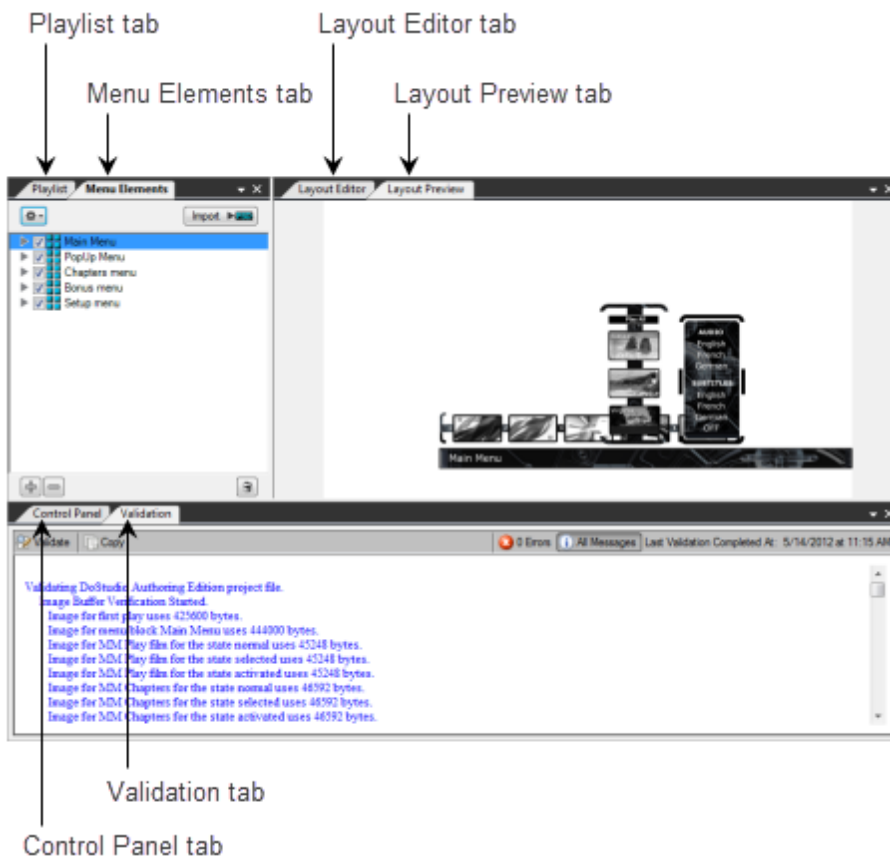 Playlist tab
Layout Editor tab
Menu Elements tab
Layout Preview tab
Playlist
Menu Elements
Layout Editor
Layout Preview
Import
Main Menu
PopUp Menu
Chapters menu
Bonus menu
Setup menu
AUDIO
English
French
German
SUBTITLES
English
French
German
OFF
Main Menu
Control Panel
Validation
Validate
Copy
0 Errors
All Messages
Last Validation Completed At: 5/14/2012 at 11:15 AM
Validating DoStudio Authoring Edition project file.
Image Buffer Verification Started.
Image for first play uses 425600 bytes.
Image for menu block Main Menu uses 444000 bytes.
Image for MM Play film for the state normal uses 45248 bytes.
Image for MM Play film for the state selected uses 45248 bytes.
Image for MM Play film for the state activated uses 45248 bytes.
Image for MM Chapters for the state normal uses 46592 bytes.
Image for MM Chapters for the state selected uses 46592 bytes.
Image for MM Chapters for the state activated uses 46592 bytes.
Validation tab
Control Panel tab